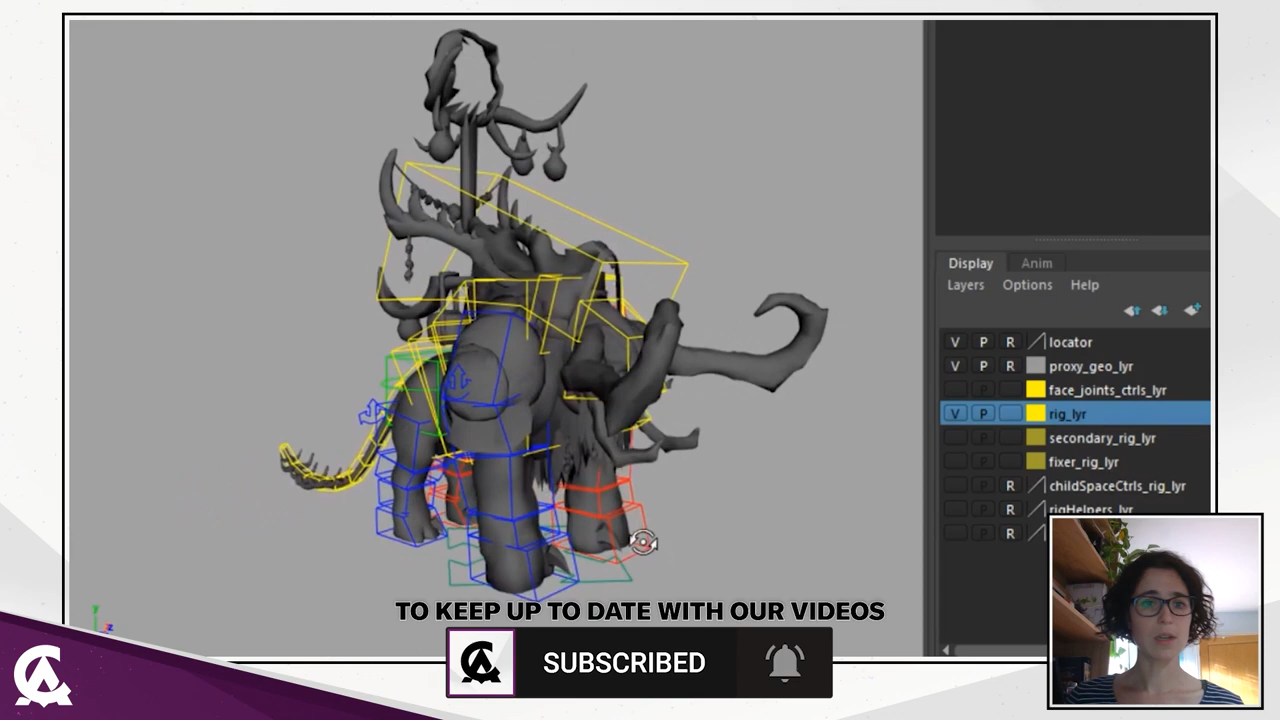 Display Anim
Layers Options Help
V P R locator
V P R proxy_geo_lyr
P face_joints_ctrls_lyr
V P rig_lyr
P secondary_rig_lyr
P fixer_rig_lyr
P R childSpaceCtrls_rig_lyr
P R rigHelpers_lyr
P R
y
z
TO KEEP UP TO DATE WITH OUR VIDEOS
SUBSCRIBED